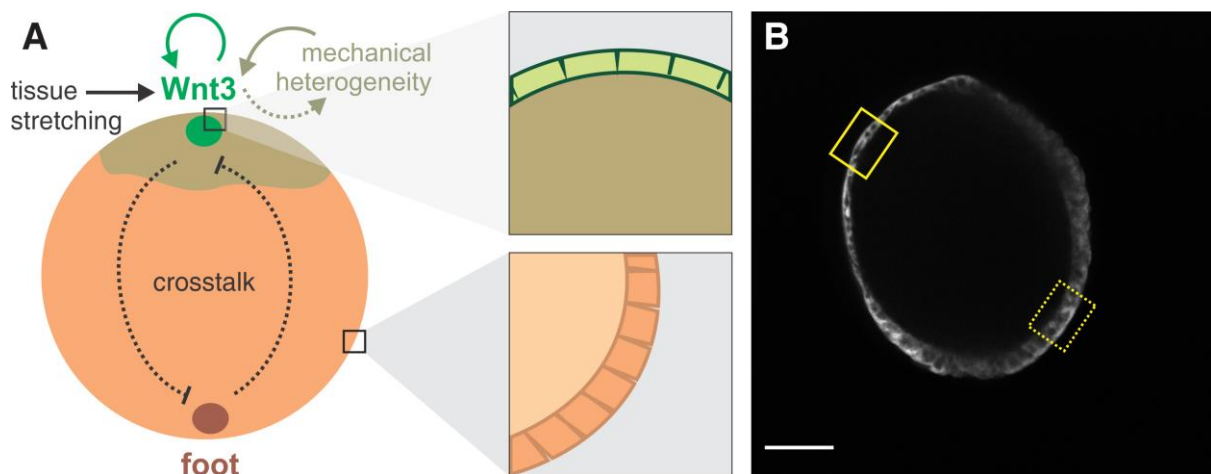 A
Wnt3
mechanical
heterogeneity
tissue
stretching
crosstalk
foot
B